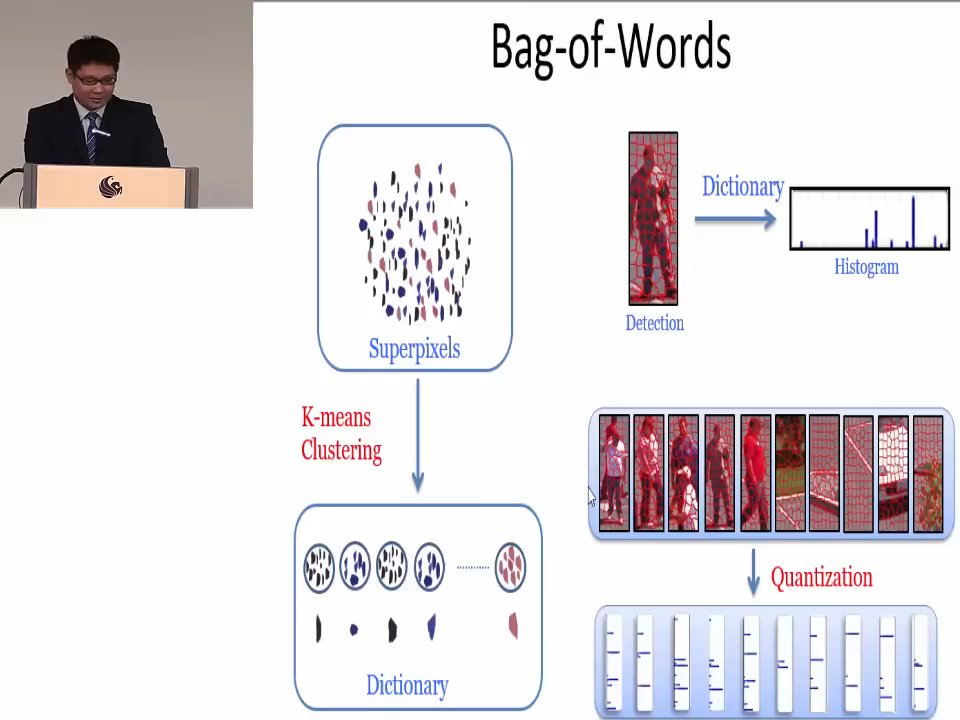 Bag-of-Words
Superpixels
K-means
Clustering
Dictionary
Dictionary
Histogram
Detection
Quantization